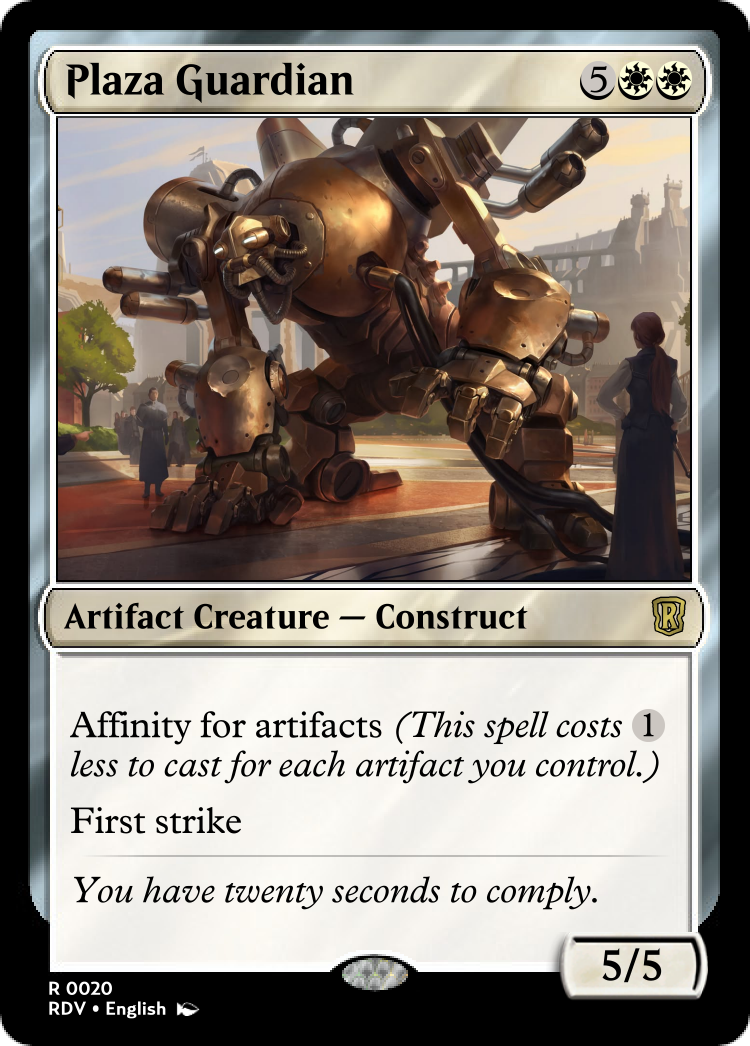 Plaza Guardian 5
Artifact Creature — Construct R
Affinity for artifacts (This spell costs 1
less to cast for each artifact you control.)
First strike
You have twenty seconds to comply.
5/5
R 0020
RDV • English